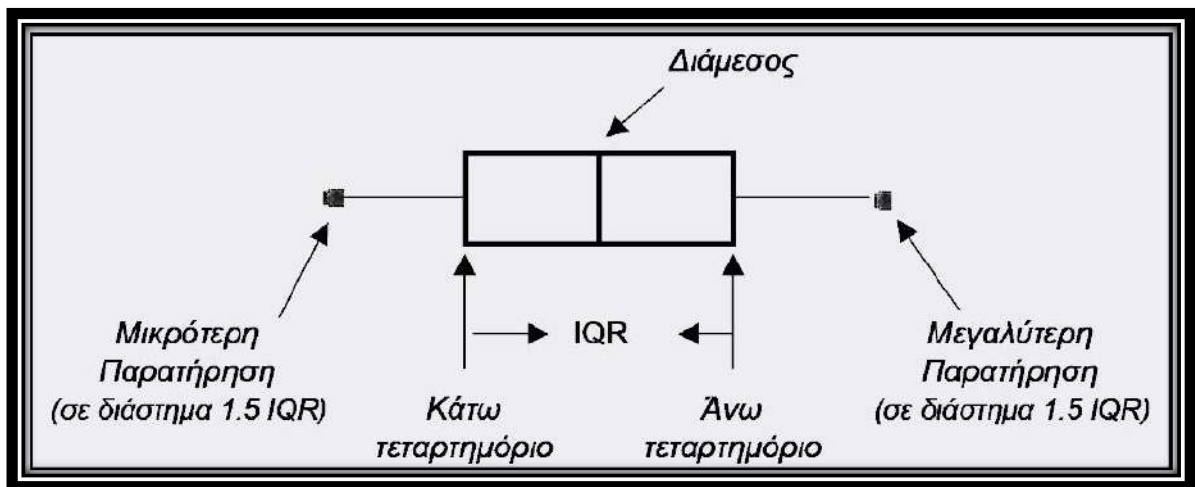 Διάμεσος
IQR
Μικρότερη
Παρατήρηση
(σε διάστημα 1.5 IQR)
Κάτω
τεταρτημόριο
Άνω
τεταρτημόριο
Μεγαλύτερη
Παρατήρηση
(σε διάστημα 1.5 IQR)